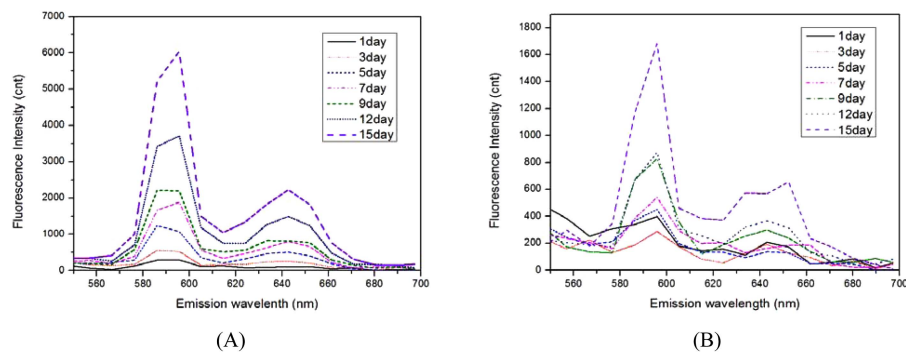 7000
6000
5000
4000
3000
2000
1000
0
Fluorescence Intensity (cnt)
1day
3day
5day
7day
9day
12day
15day
560 580 600 620 640 660 680 700
Emission wavelenth (nm)
(A)
1800
1600
1400
1200
1000
800
600
400
200
0
Fluorescence Intensity (cnt)
1day
3day
5day
7day
9day
12day
15day
560 580 600 620 640 660 680 700
Emission wavelength (nm)
(B)